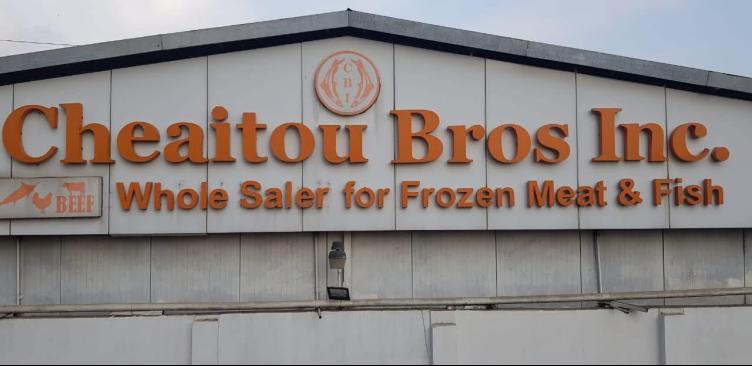 CBI
Cheaitou Bros Inc.
BEEF
Whole Saler for Frozen Meat & Fish